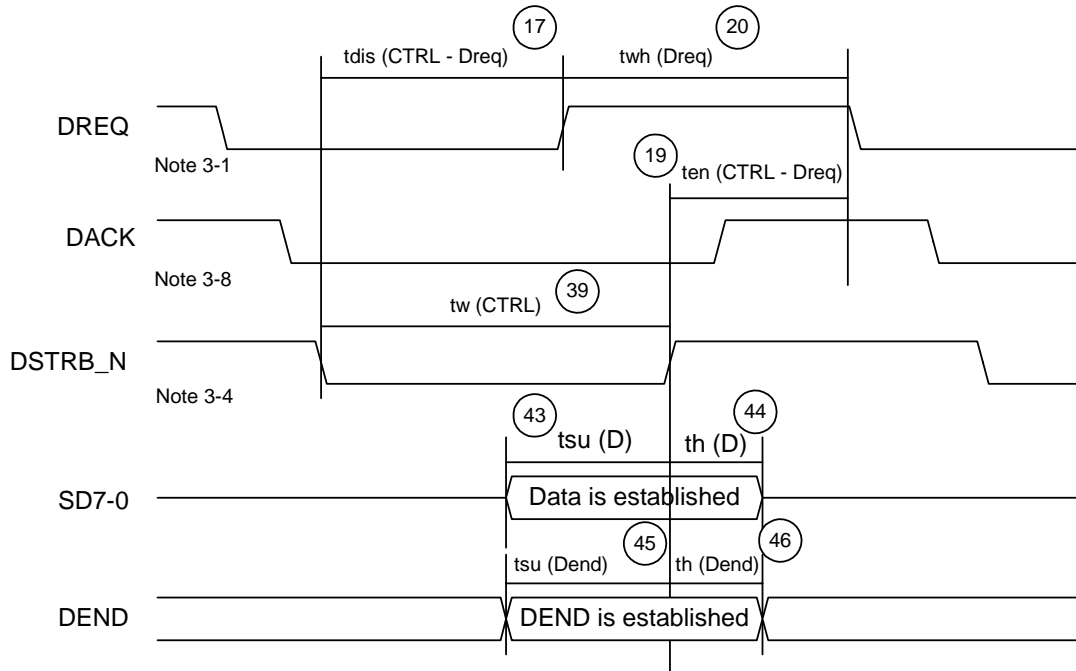 17
20
tdis (CTRL - Dreq)
twh (Dreq)
DREQ
Note 3-1
19
ten (CTRL - Dreq)
DACK
Note 3-8
39
tw (CTRL)
DSTRB_N
Note 3-4
43
44
tsu (D)
th (D)
SD7-0
Data is established
45
46
tsu (Dend)
th (Dend)
DEND
DEND is established